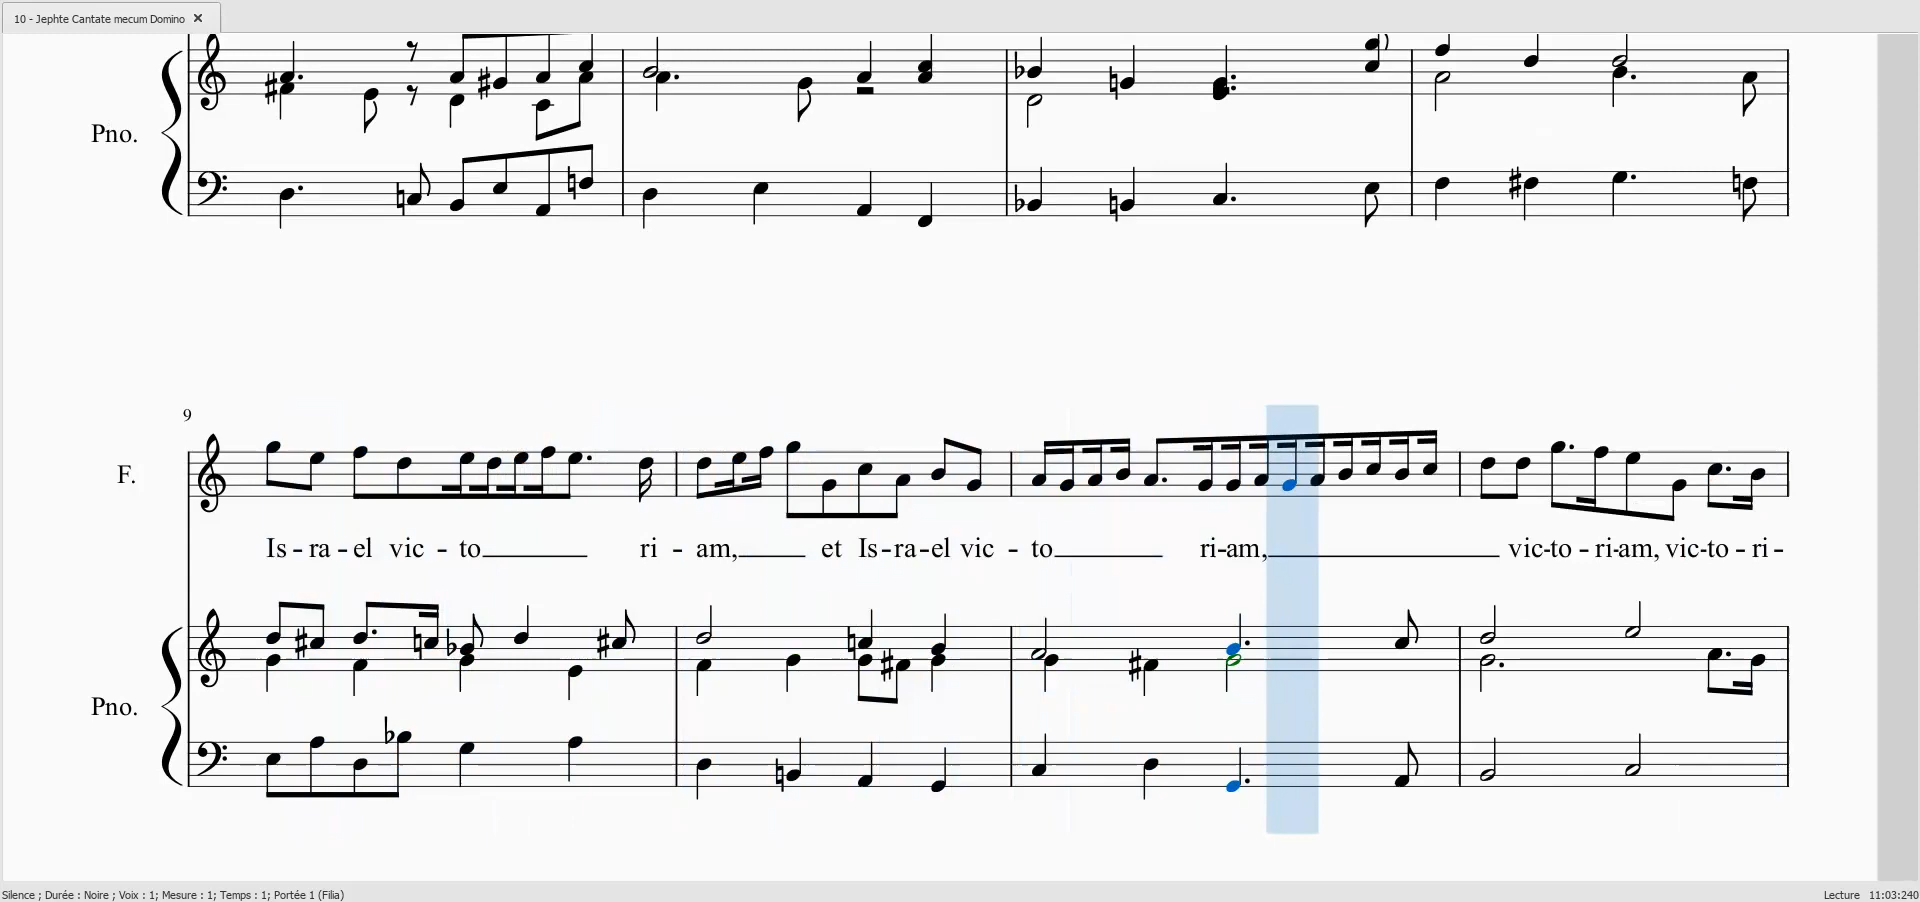 10 - Jephte Cantate mecum Domino
Pno.
9
F.
Is - ra - el vic - to ri - am, et Is - ra - el vic - to ri - am, vic - to - ri - am, vic - to - ri -
Pno.
Silence ; Durée : Noire ; Voix : 1; Mesure : 1; Temps : 1; Portée 1 (Filia)
Lecture 11:03:240